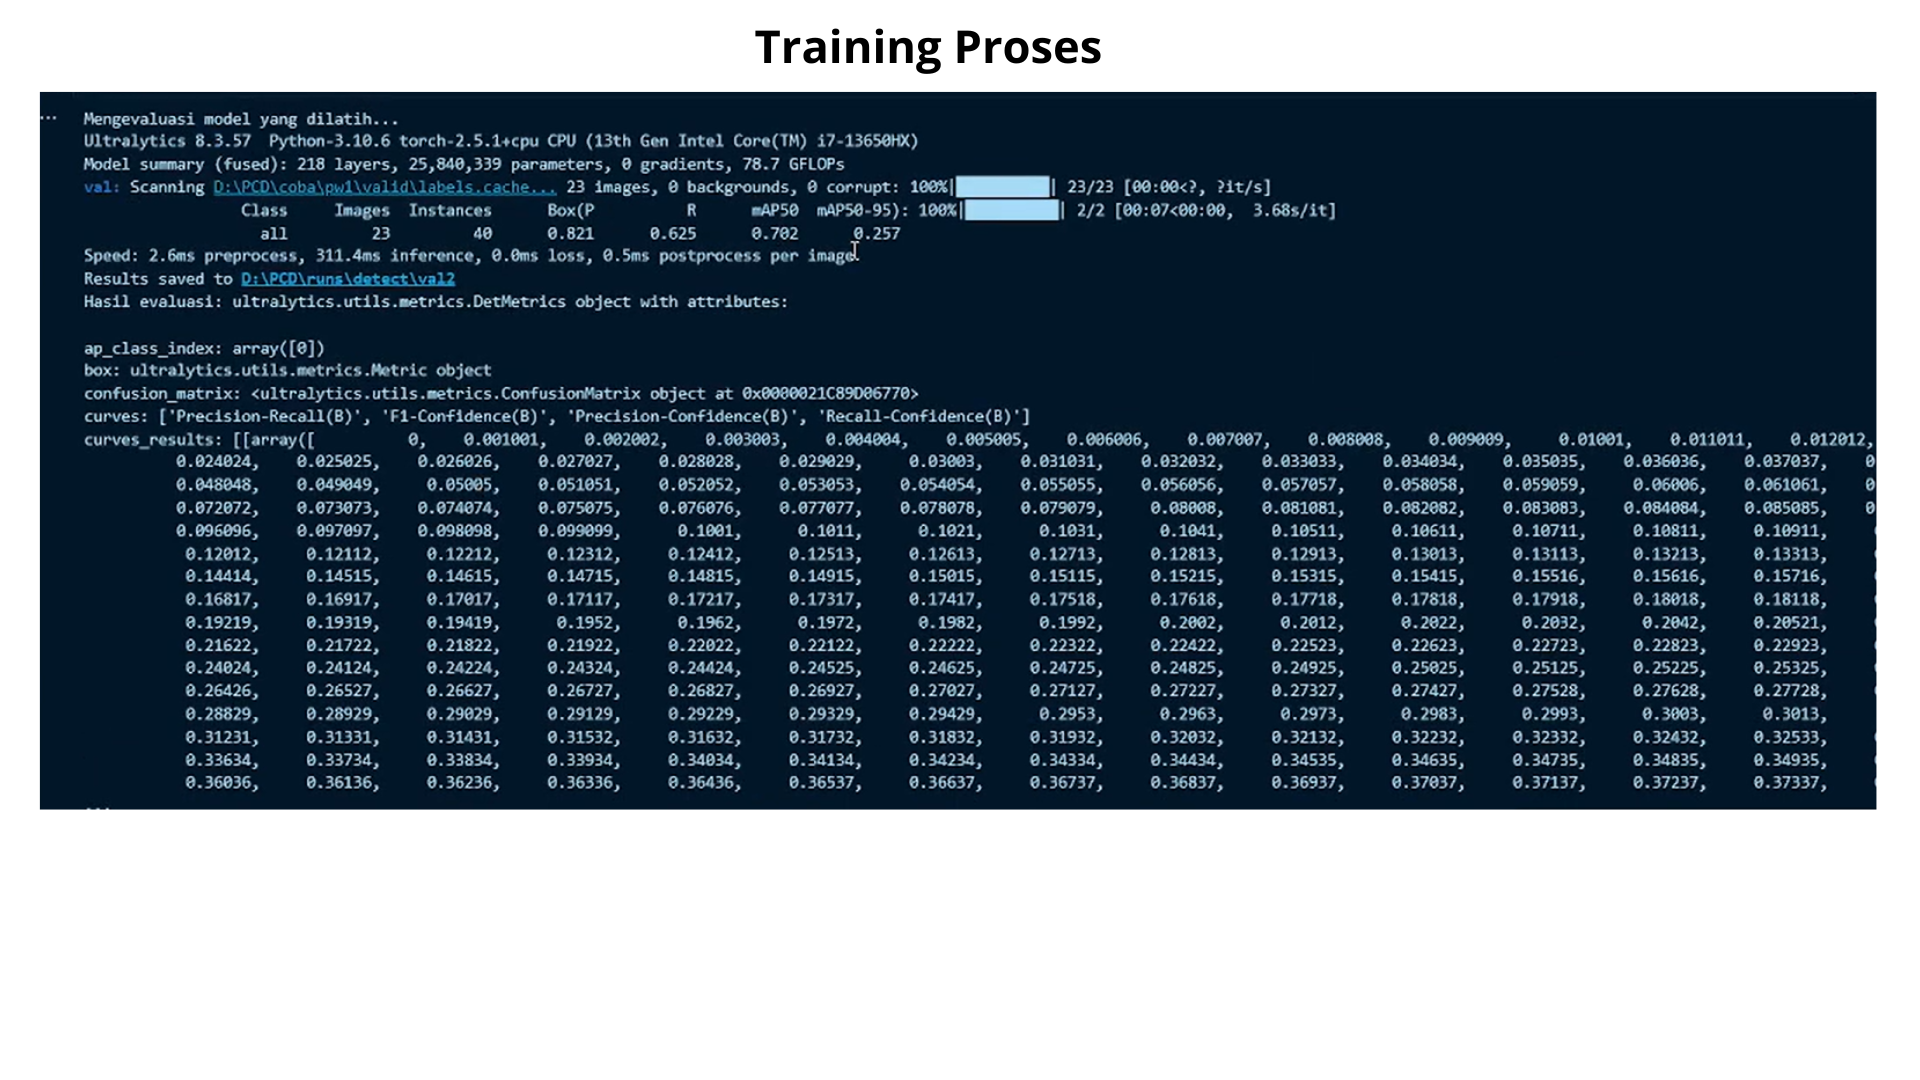 Training Proses
... Mengevaluasi model yang dilatih...
Ultralytics 8.3.57 Python-3.10.6 torch-2.5.1+cpu CPU (13th Gen Intel Core(TM) i7-13650HX)
Model summary (fused): 218 layers, 25,840,339 parameters, 0 gradients, 78.7 GFLOPs
val: Scanning D:\PCD\coba\pw1\valid\labels.cache... 23 images, 0 backgrounds, 0 corrupt: 100%|██████████| 23/23 [00:00<?, ?it/s]
Class Images Instances Box(P R mAP50 mAP50-95): 100%|██████████| 2/2 [00:07<00:00, 3.68s/it]
all 23 40 0.821 0.625 0.702 0.257
Speed: 2.6ms preprocess, 311.4ms inference, 0.0ms loss, 0.5ms postprocess per image
Results saved to D:\PCD\runs\detect\val2
Hasil evaluasi: ultralytics.utils.metrics.DetMetrics object with attributes:
ap_class_index: array([0])
box: ultralytics.utils.metrics.Metric object
confusion_matrix: <ultralytics.utils.metrics.ConfusionMatrix object at 0x0000021C89D06770>
curves: ['Precision-Recall(B)', 'F1-Confidence(B)', 'Precision-Confidence(B)', 'Recall-Confidence(B)']
curves_results: [[array([ 0, 0.001001, 0.002002, 0.003003, 0.004004, 0.005005, 0.006006, 0.007007, 0.008008, 0.009009, 0.01001, 0.011011, 0.012012,
0.024024, 0.025025, 0.026026, 0.027027, 0.028028, 0.029029, 0.03003, 0.031031, 0.032032, 0.033033, 0.034034, 0.035035, 0.036036, 0.037037, 0
0.048048, 0.049049, 0.05005, 0.051051, 0.052052, 0.053053, 0.054054, 0.055055, 0.056056, 0.057057, 0.058058, 0.059059, 0.06006, 0.061061, 0
0.072072, 0.073073, 0.074074, 0.075075, 0.076076, 0.077077, 0.078078, 0.079079, 0.08008, 0.081081, 0.082082, 0.083083, 0.084084, 0.085085, 0
0.096096, 0.097097, 0.098098, 0.099099, 0.1001, 0.1011, 0.1021, 0.1031, 0.1041, 0.10511, 0.10611, 0.10711, 0.10811, 0.10911,
0.12012, 0.12112, 0.12212, 0.12312, 0.12412, 0.12513, 0.12613, 0.12713, 0.12813, 0.12913, 0.13013, 0.13113, 0.13213, 0.13313,
0.14414, 0.14515, 0.14615, 0.14715, 0.14815, 0.14915, 0.15015, 0.15115, 0.15215, 0.15315, 0.15415, 0.15516, 0.15616, 0.15716,
0.16817, 0.16917, 0.17017, 0.17117, 0.17217, 0.17317, 0.17417, 0.17518, 0.17618, 0.17718, 0.17818, 0.17918, 0.18018, 0.18118,
0.19219, 0.19319, 0.19419, 0.1952, 0.1962, 0.1972, 0.1982, 0.1992, 0.2002, 0.2012, 0.2022, 0.2032, 0.2042, 0.20521,
0.21622, 0.21722, 0.21822, 0.21922, 0.22022, 0.22122, 0.22222, 0.22322, 0.22422, 0.22523, 0.22623, 0.22723, 0.22823, 0.22923,
0.24024, 0.24124, 0.24224, 0.24324, 0.24424, 0.24525, 0.24625, 0.24725, 0.24825, 0.24925, 0.25025, 0.25125, 0.25225, 0.25325,
0.26426, 0.26527, 0.26627, 0.26727, 0.26827, 0.26927, 0.27027, 0.27127, 0.27227, 0.27327, 0.27427, 0.27528, 0.27628, 0.27728,
0.28829, 0.28929, 0.29029, 0.29129, 0.29229, 0.29329, 0.29429, 0.2953, 0.2963, 0.2973, 0.2983, 0.2993, 0.3003, 0.3013,
0.31231, 0.31331, 0.31431, 0.31532, 0.31632, 0.31732, 0.31832, 0.31932, 0.32032, 0.32132, 0.32232, 0.32332, 0.32432, 0.32533,
0.33634, 0.33734, 0.33834, 0.33934, 0.34034, 0.34134, 0.34234, 0.34334, 0.34434, 0.34535, 0.34635, 0.34735, 0.34835, 0.34935,
0.36036, 0.36136, 0.36236, 0.36336, 0.36436, 0.36537, 0.36637, 0.36737, 0.36837, 0.36937, 0.37037, 0.37137, 0.37237, 0.37337,